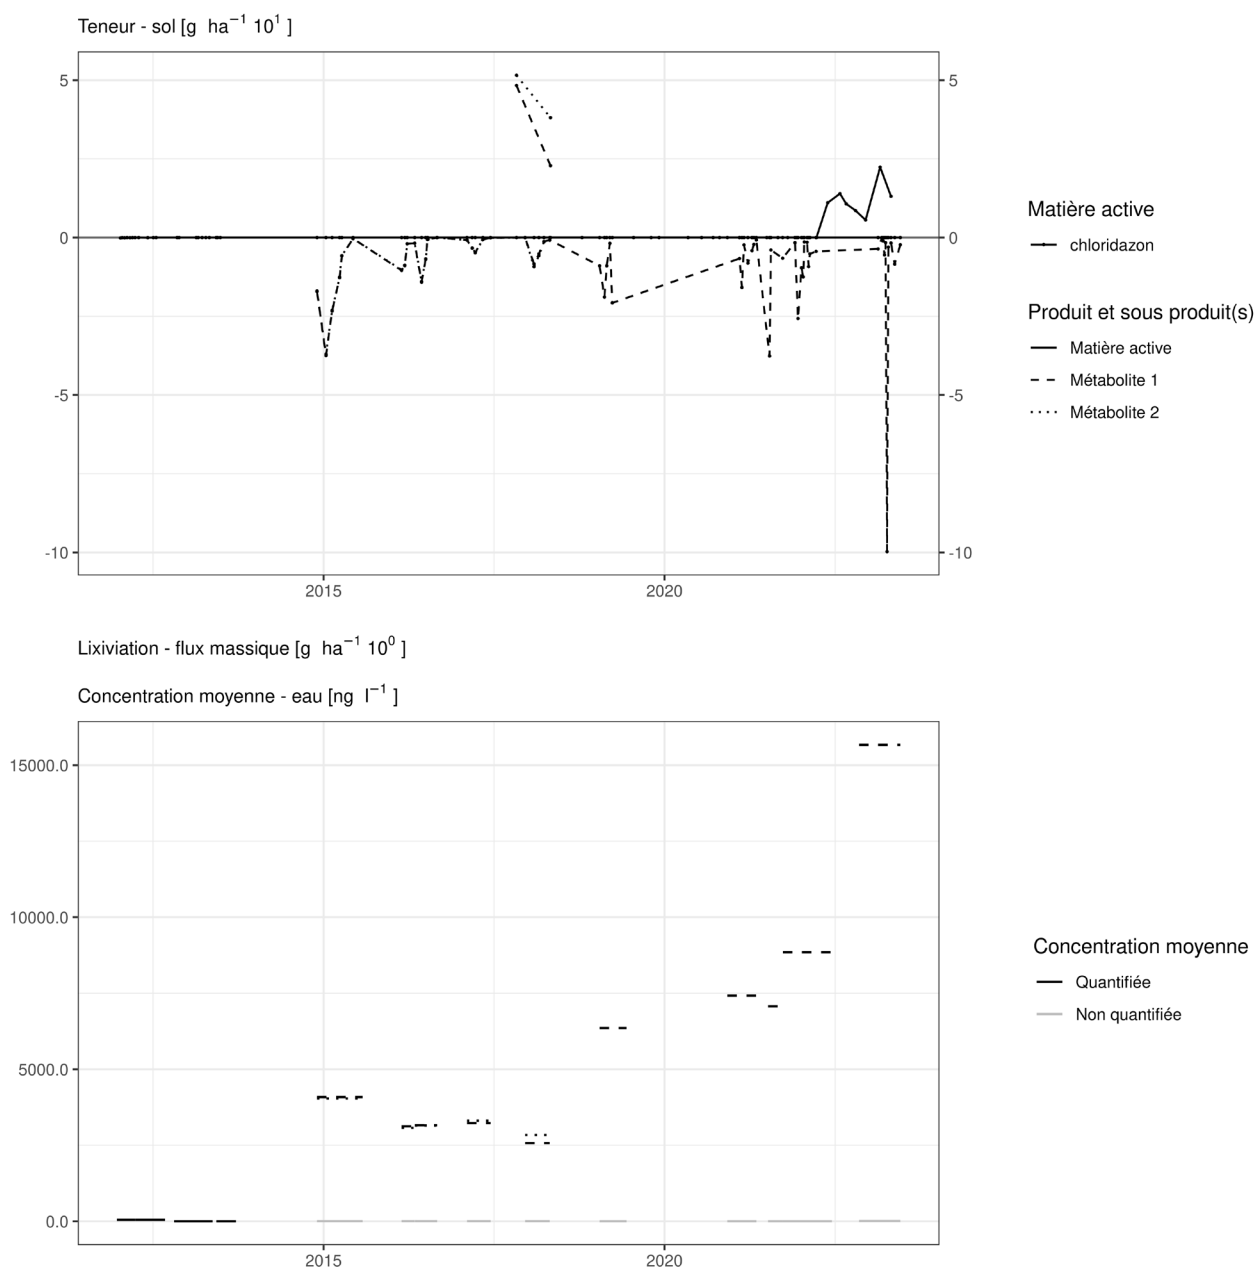 Teneur - sol [g ha−1 101 ]
5
0
-5
-10
5
0
-5
-10
2015
2020
Matière active
chloridazon
Produit et sous produit(s)
Matière active
Métabolite 1
Métabolite 2
Lixiviation - flux massique [g ha−1 100 ]
Concentration moyenne - eau [ng l−1 ]
15000.0
10000.0
5000.0
0.0
2015
2020
Concentration moyenne
Quantifiée
Non quantifiée